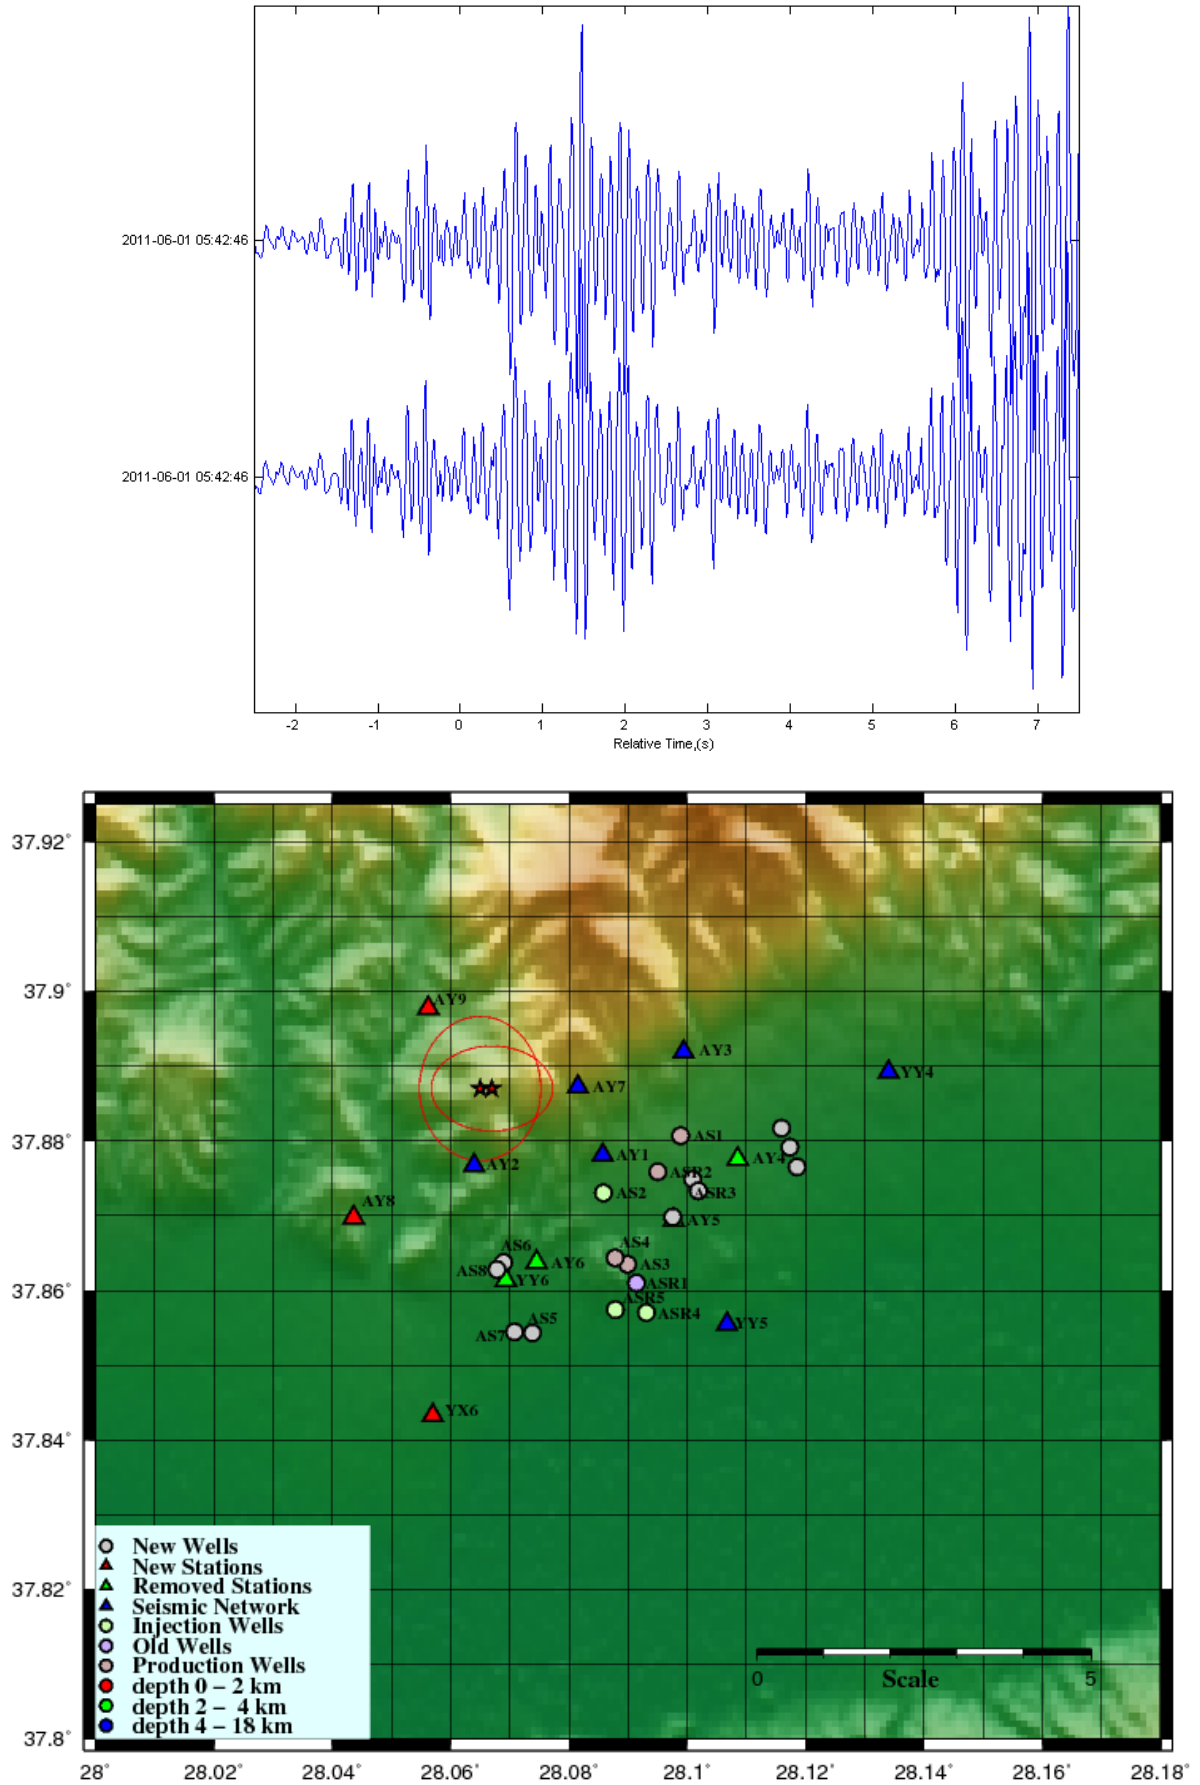 2011-06-01 05:42:46
2011-06-01 05:42:46
-2 -1 0 1 2 3 4 5 6 7
Relative Time,(s)
37.92°
37.9°
37.88°
37.86°
37.84°
37.82°
37.8°
AY9
AY3
AY7
YY4
AS1
AY2
AY1
AY4
ASR2
AS2
ASR3
AY8
AY5
AS4
AS6
AY6
AS3
AS8
YY6
ASR1
ASR5
ASR4
AS5
YY5
AS7
YX6
New Wells
New Stations
Removed Stations
Seismic Network
Injection Wells
Old Wells
Production Wells
depth 0 – 2 km
depth 2 – 4 km
depth 4 – 18 km
0 Scale 5
28° 28.02° 28.04° 28.06° 28.08° 28.1° 28.12° 28.14° 28.16° 28.18°